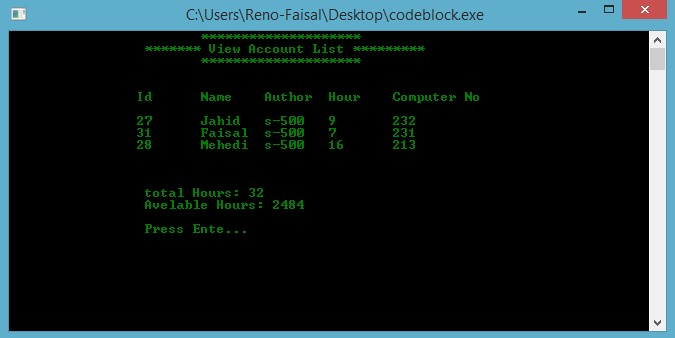 C:\Users\Reno-Faisal\Desktop\codeblock.exe
********************
******* View Account List *********
********************
Id Name Author Hour Computer No
27 Jahid s-500 9 232
31 Faisal s-500 7 231
28 Mehedi s-500 16 213
total Hours: 32
Avelable Hours: 2484
Press Ente...